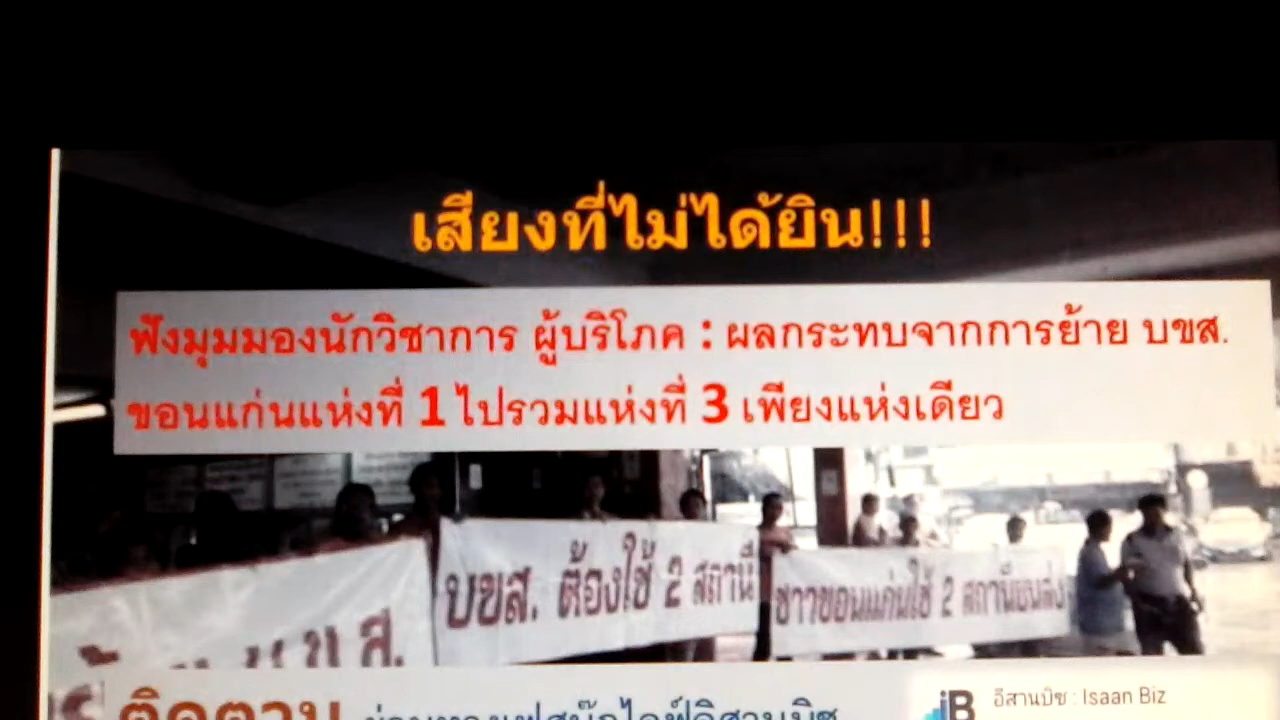 เสียงที่ไม่ได้ยิน!!!
ฟังมุมมองนักวิชาการ ผู้บริโภค : ผลกระทบจากการย้าย บขส.
ขอนแก่นแห่งที่ 1 ไปรวมแห่งที่ 3 เพียงแห่งเดียว
บขส. ต้องใช้ 2 สถานี
ชาวขอนแก่นใช้ 2 สถานีขนส่ง
ติดตาม
iB อีสานบิซ : Isaan Biz